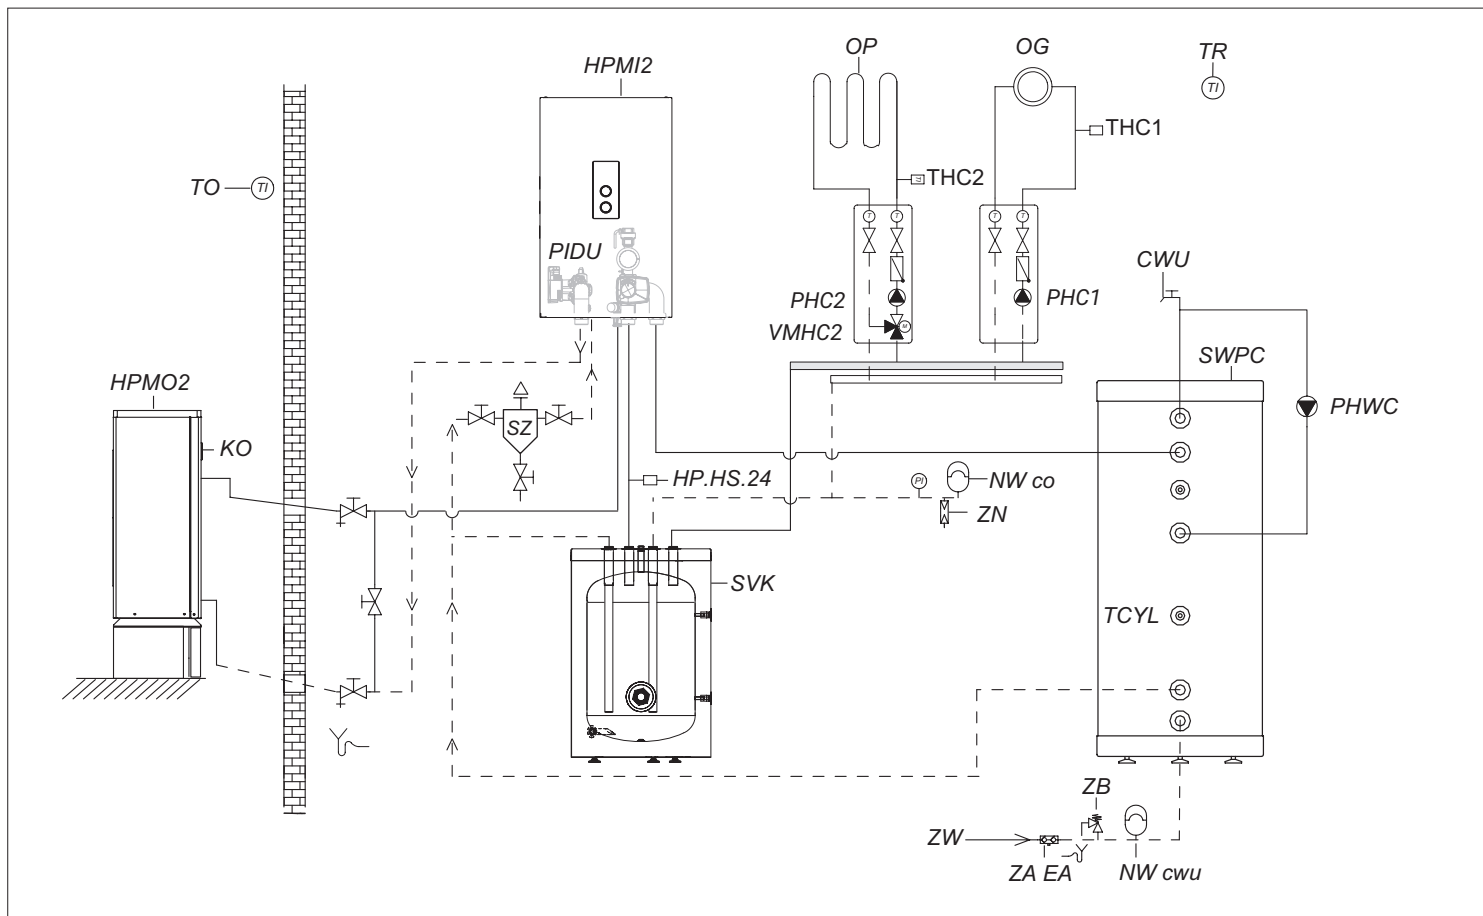 OP
OG
TR
HPMI2
TI
THC1
TO
TI
THC2
T
T
T
T
PIDU
CWU
PHC2
PHC1
VMHC2
M
SWPC
HPMO2
PHWC
KO
SZ
HP.HS.24
PI
NW co
ZN
SVK
TCYL
ZB
ZW
ZA EA
NW cwu